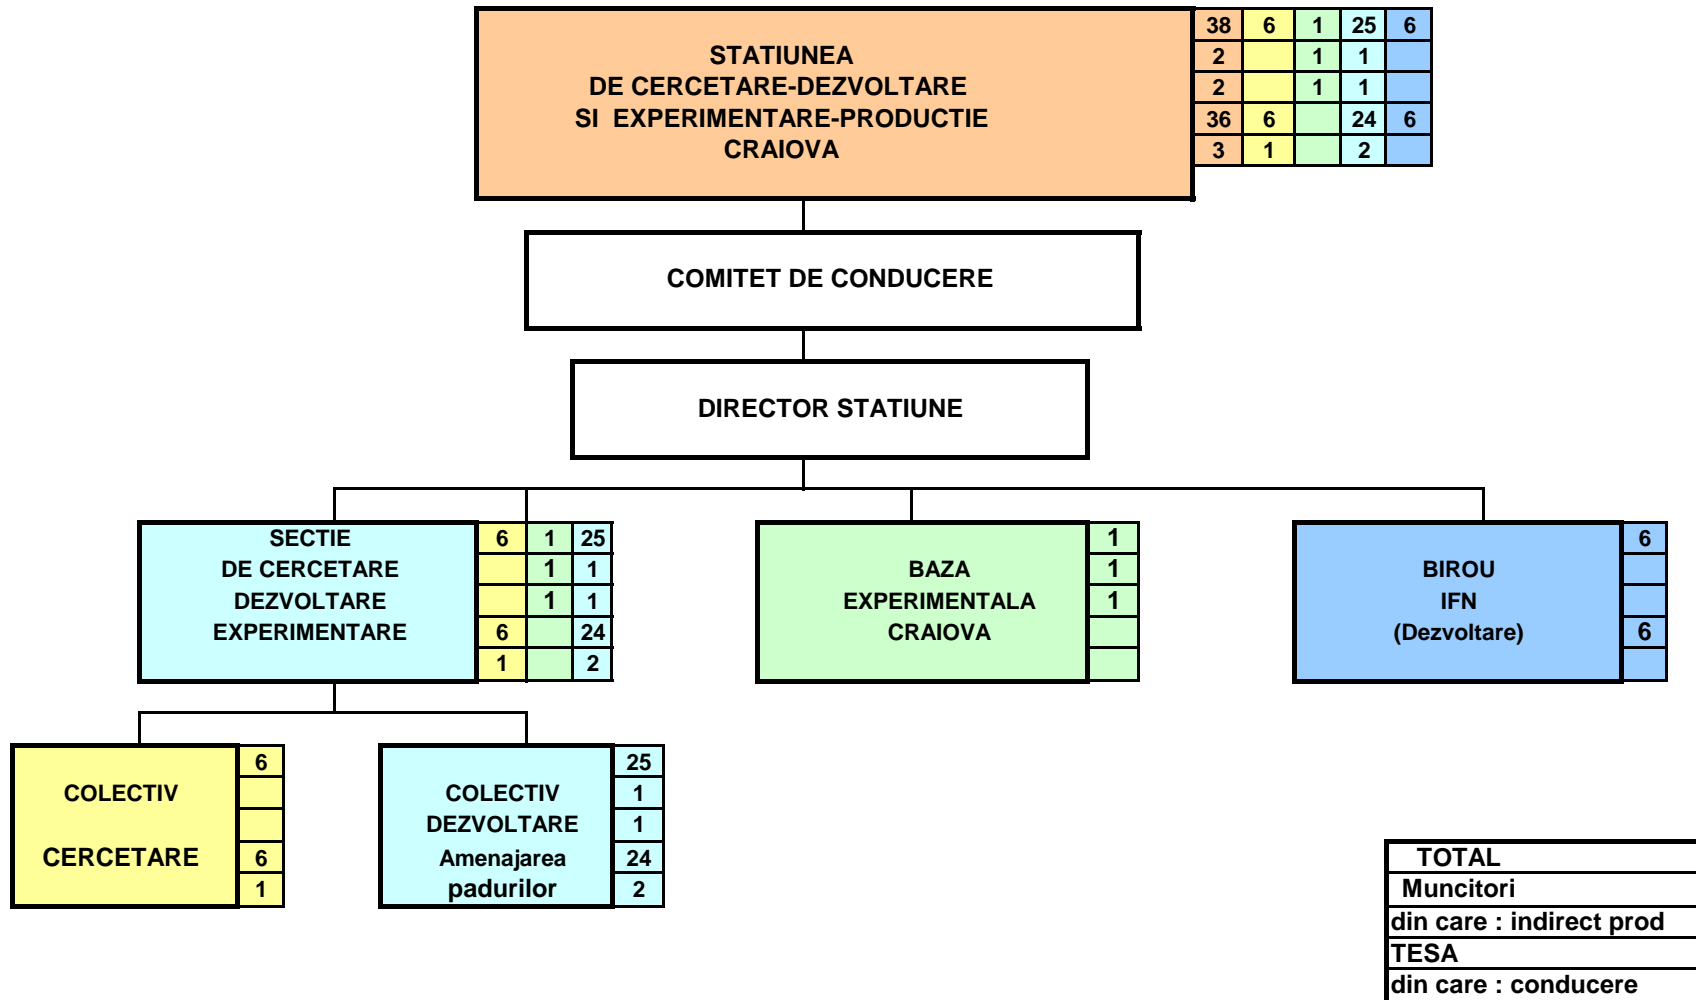 38 6 1 25 6
STATIUNEA 2 1 1
DE CERCETARE-DEZVOLTARE 2 1 1
SI EXPERIMENTARE-PRODUCTIE 36 6 24 6
CRAIOVA 3 1 2
COMITET DE CONDUCERE
DIRECTOR STATIUNE
SECTIE 6 1 25
DE CERCETARE 1 1
DEZVOLTARE 1 1
EXPERIMENTARE 6 24
1 2
1
BAZA 1
EXPERIMENTALA 1
CRAIOVA
6
BIROU
IFN
(Dezvoltare) 6
6
COLECTIV
CERCETARE 6
1
25
COLECTIV 1
DEZVOLTARE 1
Amenajarea 24
padurilor 2
TOTAL
Muncitori
din care : indirect prod
TESA
din care : conducere